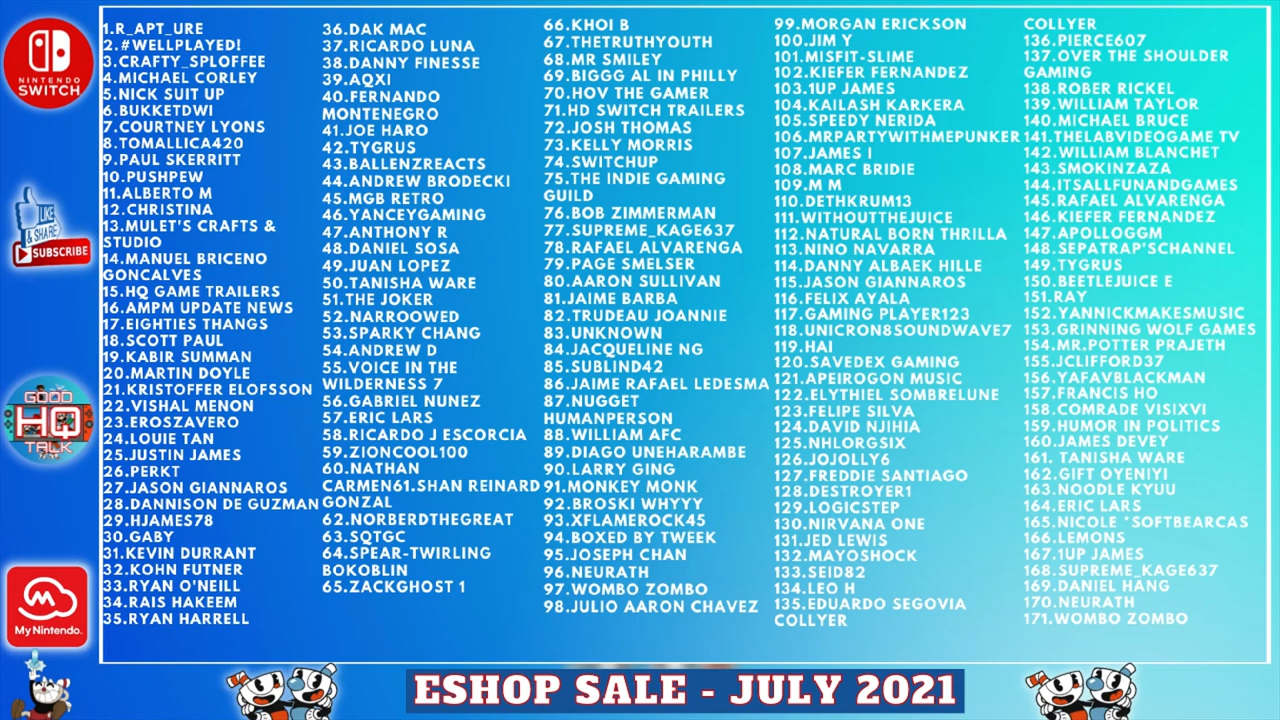 NINTENDO
SWITCH
LIKE
& SHARE
SUBSCRIBE
GOOD
HQ
TALK
My Nintendo.
1.R_APT_URE
2.#WELLPLAYED!
3.CRAFTY_SPLOFFEE
4.MICHAEL CORLEY
5.NICK SUIT UP
6.BUKKETDWI
7.COURTNEY LYONS
8.TOMALLICA420
9.PAUL SKERRITT
10.PUSHPEW
11.ALBERTO M
12.CHRISTINA
13.MULET'S CRAFTS &
STUDIO
14.MANUEL BRICENO
GONCALVES
15.HQ GAME TRAILERS
16.AMPM UPDATE NEWS
17.EIGHTIES THANGS
18.SCOTT PAUL
19.KABIR SUMMAN
20.MARTIN DOYLE
21.KRISTOFFER ELOFSSON
22.VISHAL MENON
23.EROSZAVERO
24.LOUIE TAN
25.JUSTIN JAMES
26.PERKT
27.JASON GIANNAROS
28.DANNISON DE GUZMAN
29.HJAMES78
30.GABY
31.KEVIN DURRANT
32.KOHN FUTNER
33.RYAN O'NEILL
34.RAIS HAKEEM
35.RYAN HARRELL
36.DAK MAC
37.RICARDO LUNA
38.DANNY FINESSE
39.AQXI
40.FERNANDO
MONTENEGRO
41.JOE HARO
42.TYGRUS
43.BALLENZREACTS
44.ANDREW BRODECKI
45.MGB RETRO
46.YANCEYGAMING
47.ANTHONY R
48.DANIEL SOSA
49.JUAN LOPEZ
50.TANISHA WARE
51.THE JOKER
52.NARROOWED
53.SPARKY CHANG
54.ANDREW D
55.VOICE IN THE
WILDERNESS 7
56.GABRIEL NUNEZ
57.ERIC LARS
58.RICARDO J ESCORCIA
59.ZIONCOOL100
60.NATHAN
CARMEN61.SHAN REINARD
GONZAL
62.NORBERDTHEGREAT
63.SQTGC
64.SPEAR-TWIRLING
BOKOBLIN
65.ZACKGHOST 1
66.KHOI B
67.THETRUTHYOUTH
68.MR SMILEY
69.BIGGG AL IN PHILLY
70.HOV THE GAMER
71.HD SWITCH TRAILERS
72.JOSH THOMAS
73.KELLY MORRIS
74.SWITCHUP
75.THE INDIE GAMING
GUILD
76.BOB ZIMMERMAN
77.SUPREME_KAGE637
78.RAFAEL ALVARENGA
79.PAGE SMELSER
80.AARON SULLIVAN
81.JAIME BARBA
82.TRUDEAU JOANNIE
83.UNKNOWN
84.JACQUELINE NG
85.SUBLIND42
86.JAIME RAFAEL LEDESMA
87.NUGGET
HUMANPERSON
88.WILLIAM AFC
89.DIAGO UNEHARAMBE
90.LARRY GING
91.MONKEY MONK
92.BROSKI WHYYY
93.XFLAMEROCK45
94.BOXED BY TWEEK
95.JOSEPH CHAN
96.NEURATH
97.WOMBO ZOMBO
98.JULIO AARON CHAVEZ
99.MORGAN ERICKSON
100.JIM Y
101.MISFIT-SLIME
102.KIEFER FERNANDEZ
103.1UP JAMES
104.KAILASH KARKERA
105.SPEEDY NERIDA
106.MRPARTYWITHMEPUNKER
107.JAMES I
108.MARC BRIDIE
109.M M
110.DETHKRUM13
111.WITHOUTTHEJUICE
112.NATURAL BORN THRILLA
113.NINO NAVARRA
114.DANNY ALBAEK HILLE
115.JASON GIANNAROS
116.FELIX AYALA
117.GAMING PLAYER123
118.UNICRON8SOUNDWAVE7
119.HAI
120.SAVEDEX GAMING
121.APEIROGON MUSIC
122.ELYTHIEL SOMBRELUNE
123.FELIPE SILVA
124.DAVID NJIHIA
125.NHLORGSIX
126.JOJOLLY6
127.FREDDIE SANTIAGO
128.DESTROYER1
129.LOGICSTEP
130.NIRVANA ONE
131.JED LEWIS
132.MAYOSHOCK
133.SEID82
134.LEO H
135.EDUARDO SEGOVIA
COLLYER
COLLYER
136.PIERCE607
137.OVER THE SHOULDER
GAMING
138.ROBER RICKEL
139.WILLIAM TAYLOR
140.MICHAEL BRUCE
141.THELABVIDEOGAME TV
142.WILLIAM BLANCHET
143.SMOKINZAZA
144.ITSALLFUNANDGAMES
145.RAFAEL ALVARENGA
146.KIEFER FERNANDEZ
147.APOLLOGGM
148.SEPATRAP'SCHANNEL
149.TYGRUS
150.BEETLEJUICE E
151.RAY
152.YANNICKMAKESMUSIC
153.GRINNING WOLF GAMES
154.MR.POTTER PRAJETH
155.JCLIFFORD37
156.YAFAVBLACKMAN
157.FRANCIS HO
158.COMRADE VISIXVI
159.HUMOR IN POLITICS
160.JAMES DEVEY
161. TANISHA WARE
162.GIFT OYENIYI
163.NOODLE KYUU
164.ERIC LARS
165.NICOLE *SOFTBEARCAS
166.LEMONS
167.1UP JAMES
168.SUPREME_KAGE637
169.DANIEL HANG
170.NEURATH
171.WOMBO ZOMBO
ESHOP SALE - JULY 2021